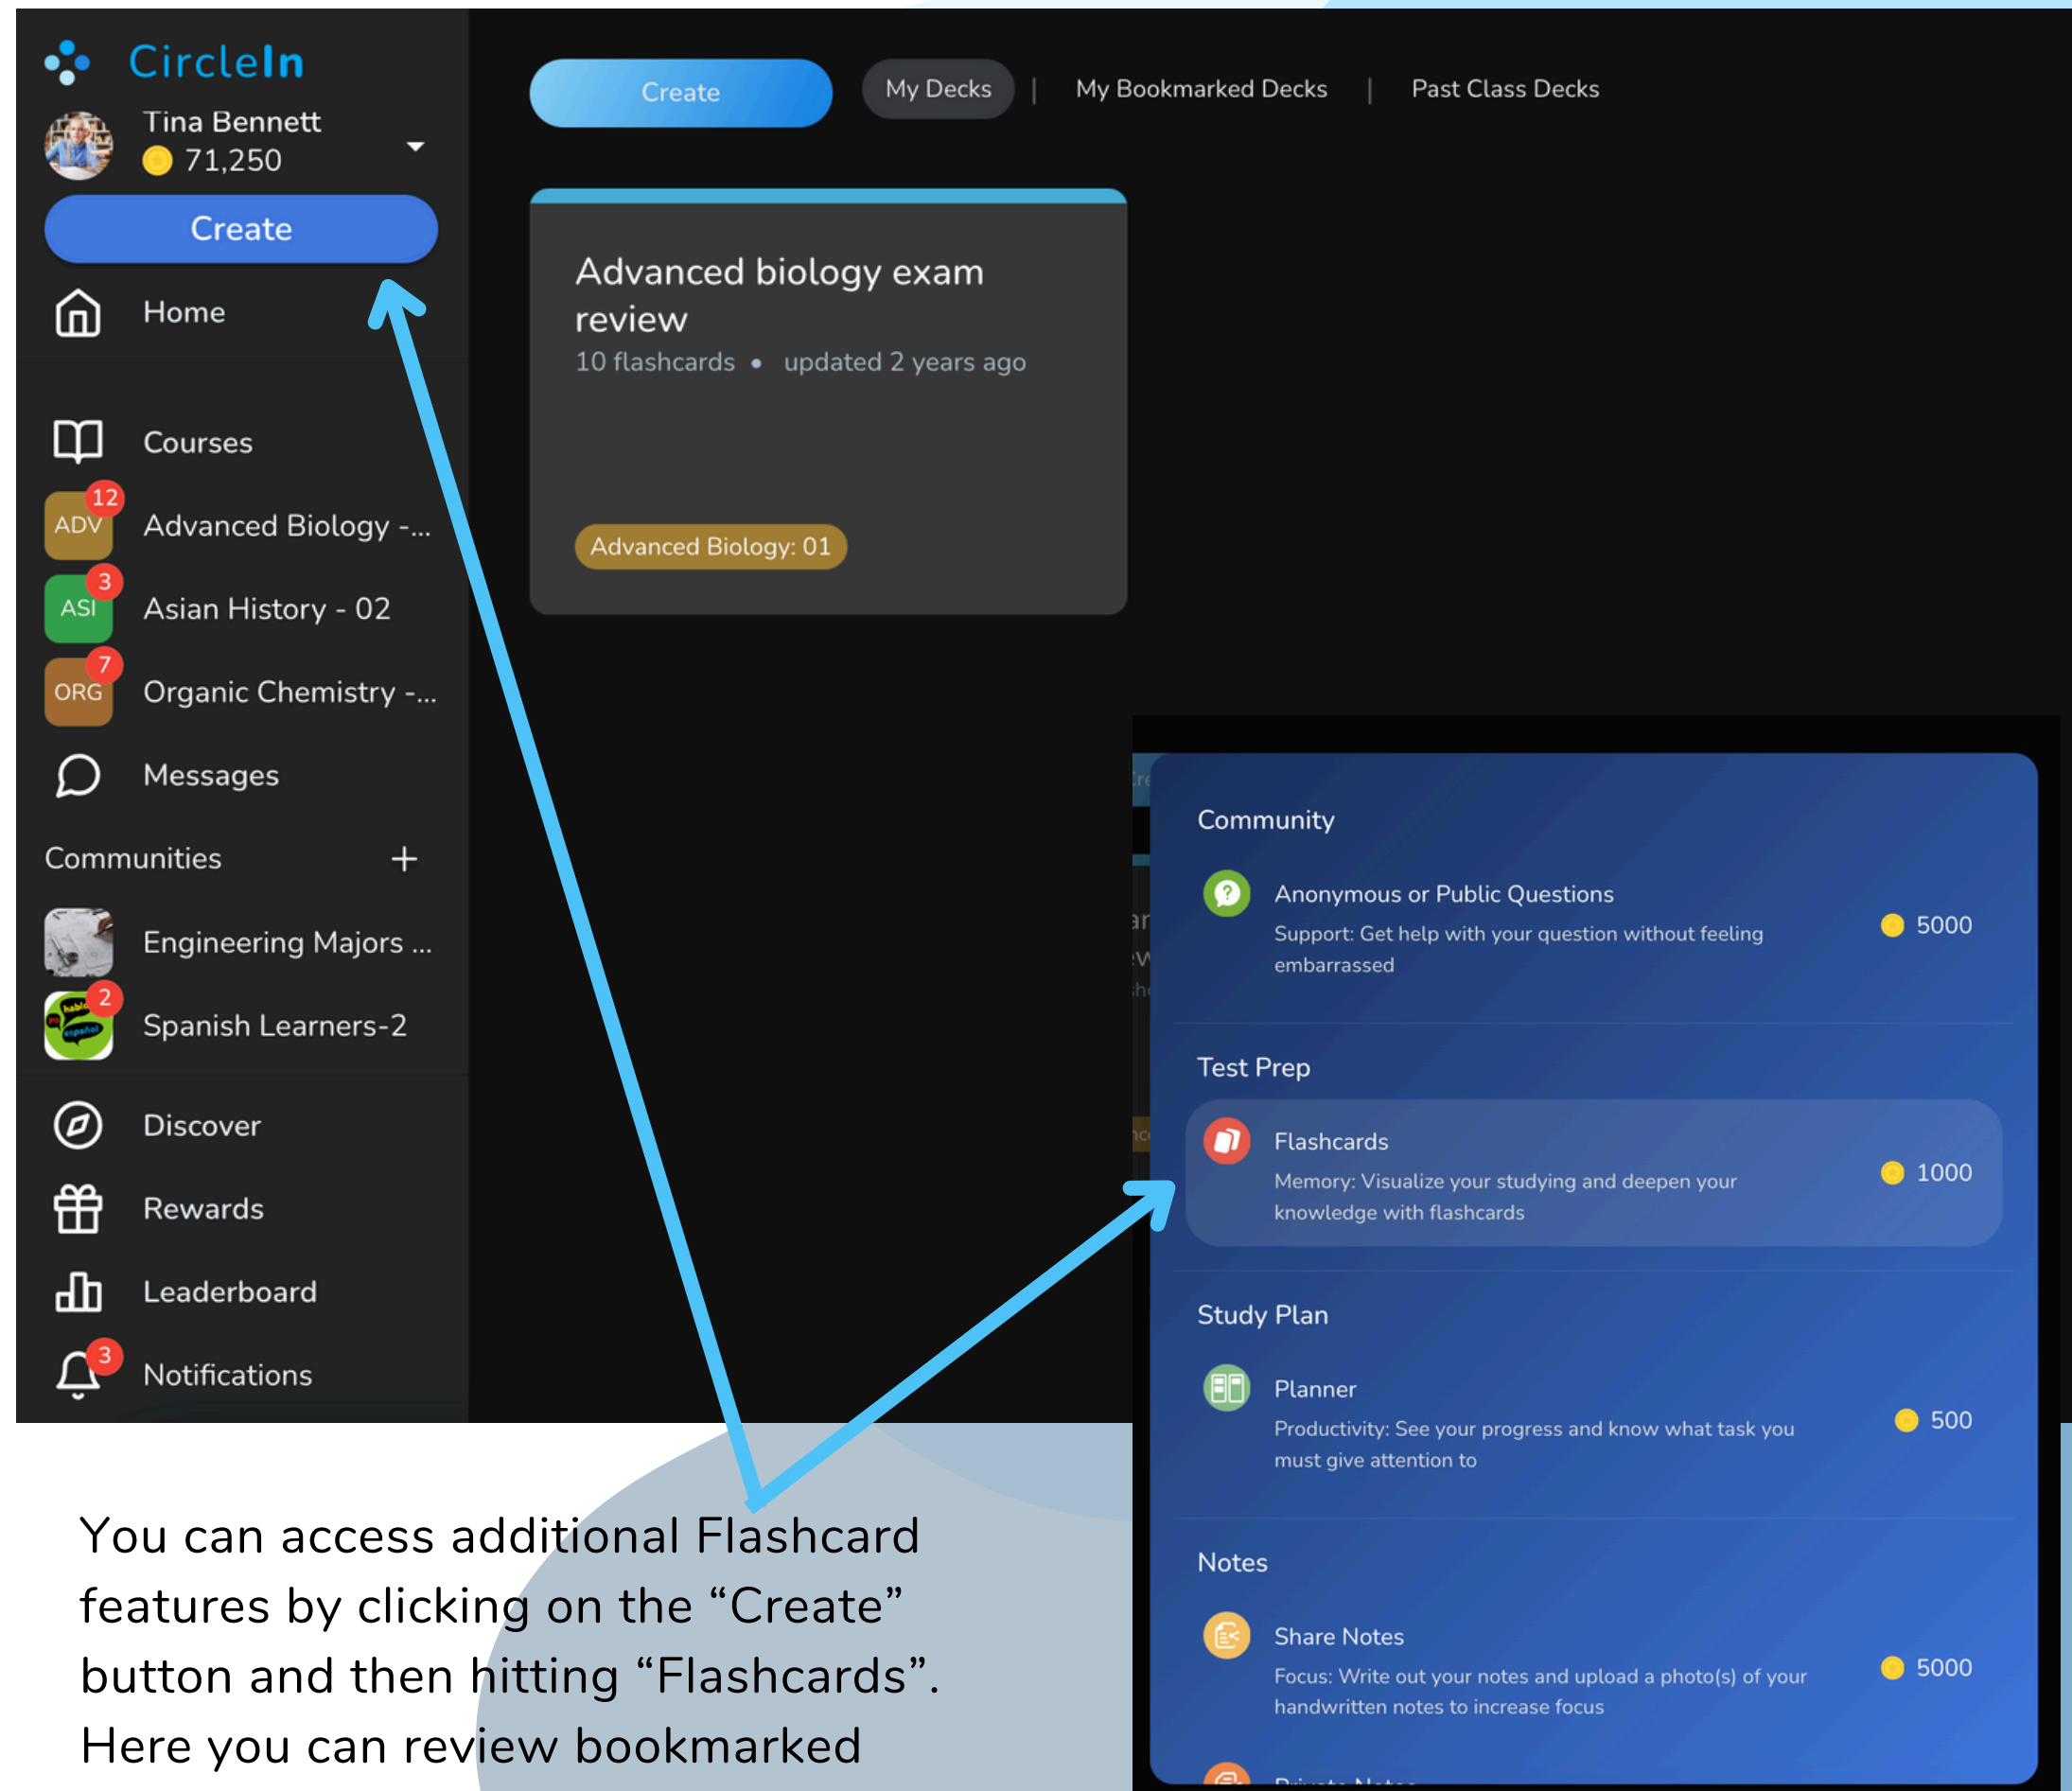 CircleIn
Tina Bennett
71,250
Create
Home
Courses
12
ADV
Advanced Biology -...
3
ASI
Asian History - 02
7
ORG
Organic Chemistry -...
Messages
Communities +
Engineering Majors ...
2
hablo
yo
español
Spanish Learners-2
Discover
Rewards
Leaderboard
3
Notifications
Create
My Decks | My Bookmarked Decks | Past Class Decks
Advanced biology exam
review
10 flashcards • updated 2 years ago
Advanced Biology: 01
Community
Anonymous or Public Questions
Support: Get help with your question without feeling
embarrassed
5000
Test Prep
Flashcards
Memory: Visualize your studying and deepen your
knowledge with flashcards
1000
Study Plan
Planner
Productivity: See your progress and know what task you
must give attention to
500
Notes
Share Notes
Focus: Write out your notes and upload a photo(s) of your
handwritten notes to increase focus
5000
Private Notes
You can access additional Flashcard
features by clicking on the “Create”
button and then hitting “Flashcards”.
Here you can review bookmarked